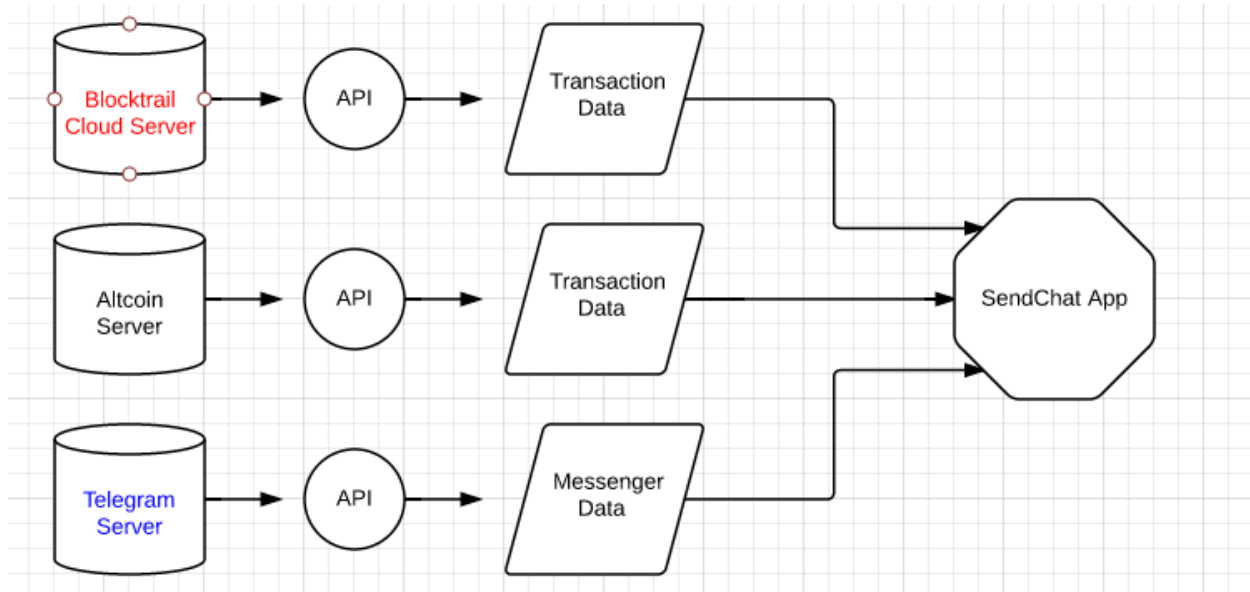 Blocktrail
Cloud Server
API
Transaction
Data
Altcoin
Server
API
Transaction
Data
SendChat App
Telegram
Server
API
Messenger
Data